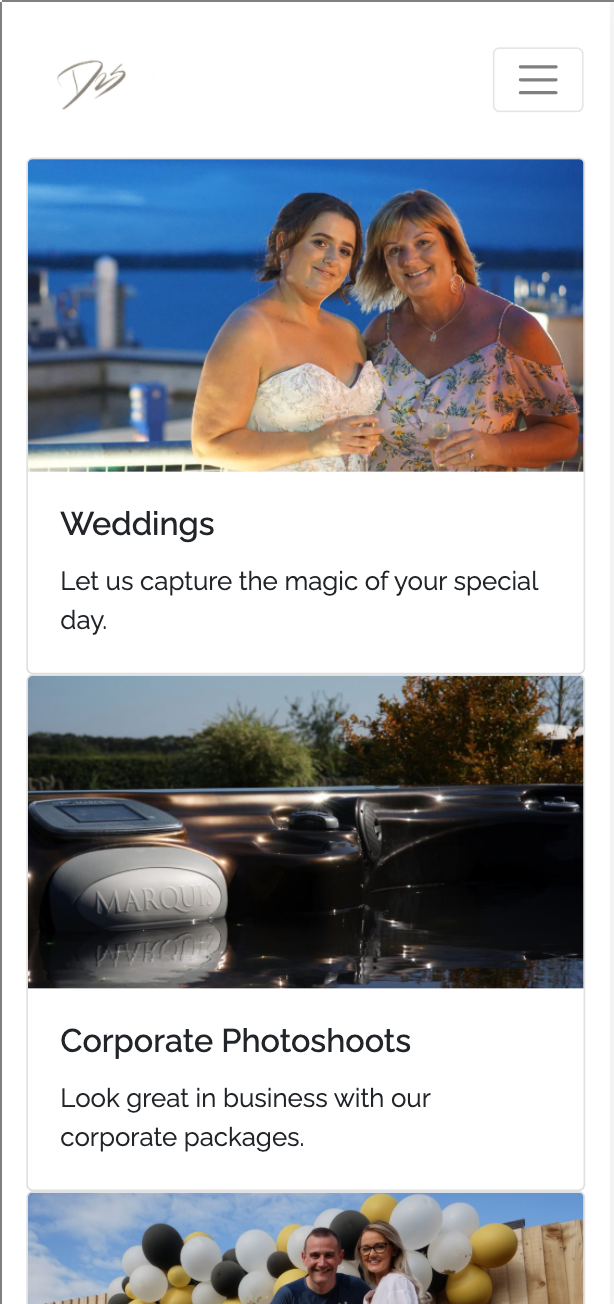 Weddings
Let us capture the magic of your special
day.
MARQUIS
Corporate Photoshoots
Look great in business with our
corporate packages.